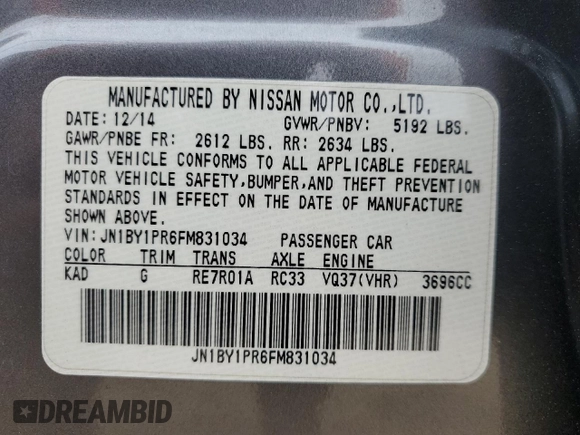 MANUFACTURED BY NISSAN MOTOR CO.,LTD.
DATE: 12/14 GVWR/PNBV: 5192 LBS.
GAWR/PNBE FR: 2612 LBS. RR: 2634 LBS.
THIS VEHICLE CONFORMS TO ALL APPLICABLE FEDERAL
MOTOR VEHICLE SAFETY,BUMPER,AND THEFT PREVENTION
STANDARDS IN EFFECT ON THE DATE OF MANUFACTURE
SHOWN ABOVE.
VIN:JN1BY1PR6FM831034 PASSENGER CAR
COLOR TRIM TRANS AXLE ENGINE
KAD G RE7R01A RC33 VQ37(VHR) 3696CC
JN1BY1PR6FM831034
DREAMBID